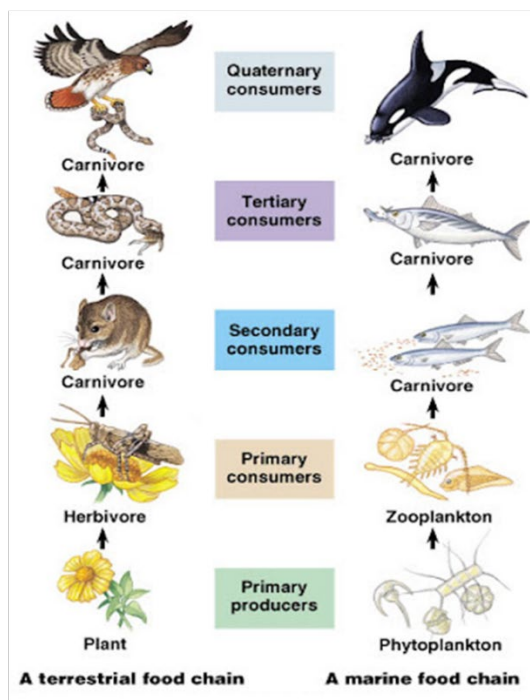 Quaternary
consumers
Carnivore
Carnivore
Tertiary
consumers
Carnivore
Carnivore
Secondary
consumers
Carnivore
Carnivore
Primary
consumers
Herbivore
Zooplankton
Primary
producers
Plant
Phytoplankton
A terrestrial food chain
A marine food chain